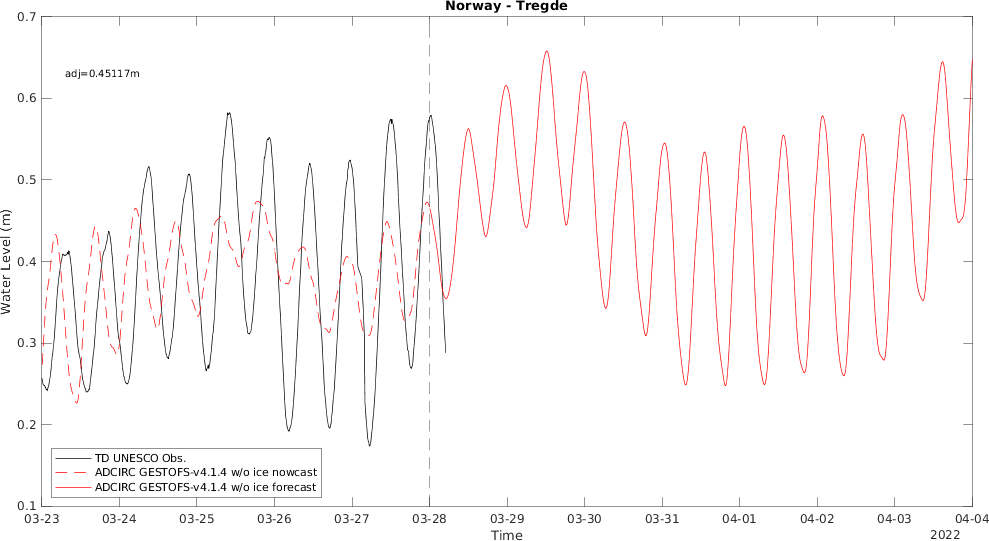 Norway - Tregde
0.7
0.6
0.5
0.4
0.3
0.2
0.1
Water Level (m)
adj=0.45117m
TD UNESCO Obs.
ADCIRC GESTOFS-v4.1.4 w/o ice nowcast
ADCIRC GESTOFS-v4.1.4 w/o ice forecast
03-23 03-24 03-25 03-26 03-27 03-28 03-29 03-30 03-31 04-01 04-02 04-03 04-04
Time
2022